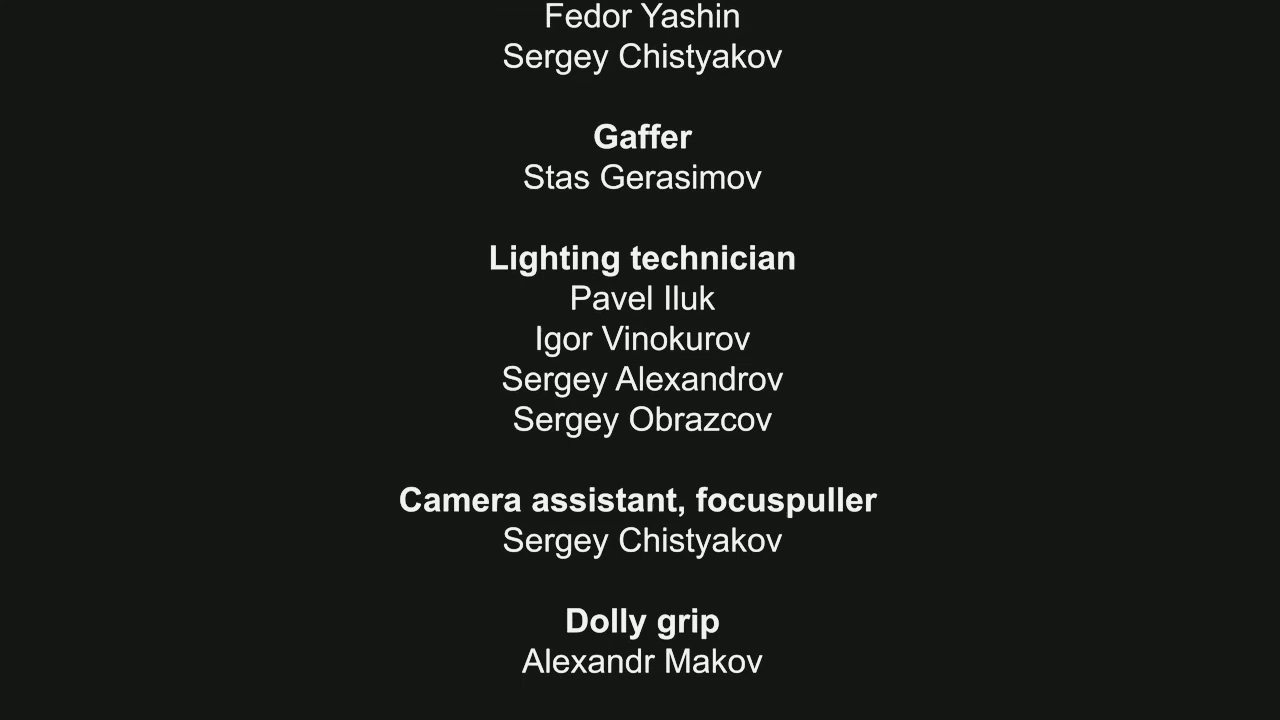 Fedor Yashin
Sergey Chistyakov
Gaffer
Stas Gerasimov
Lighting technician
Pavel Iluk
Igor Vinokurov
Sergey Alexandrov
Sergey Obrazcov
Camera assistant, focuspuller
Sergey Chistyakov
Dolly grip
Alexandr Makov